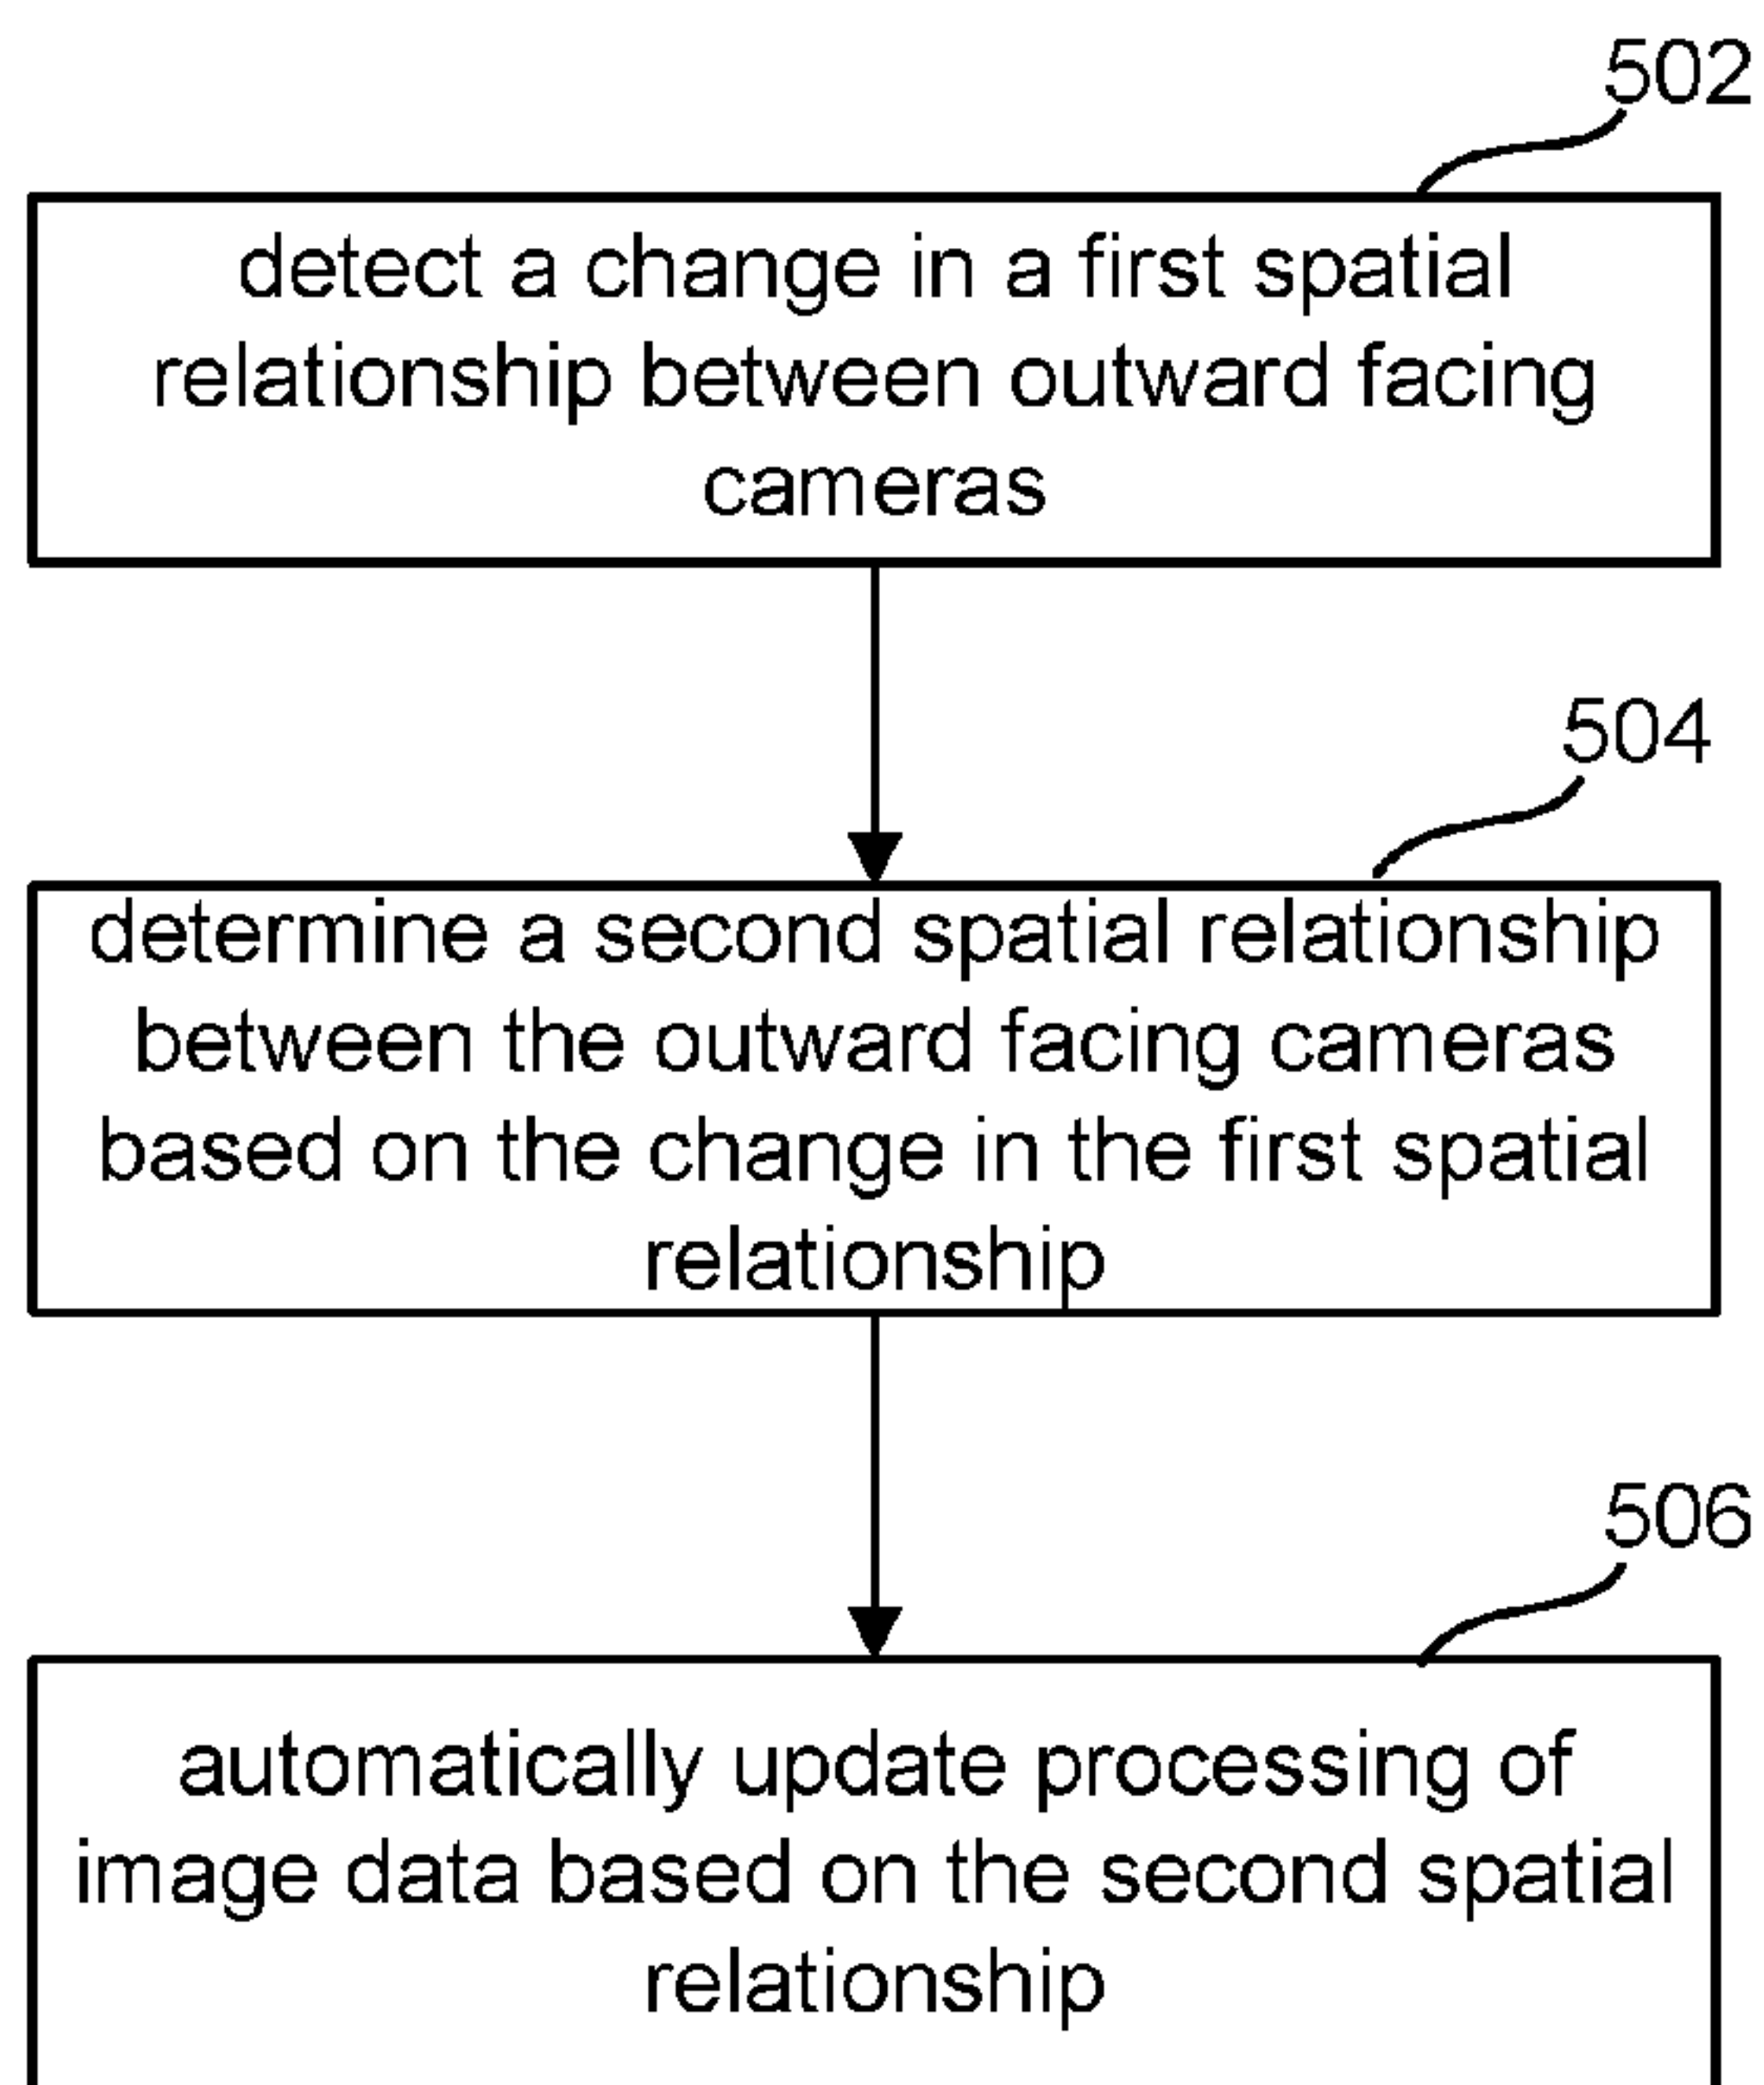 502
detect a change in a first spatial
relationship between outward facing
cameras
504
determine a second spatial relationship
between the outward facing cameras
based on the change in the first spatial
relationship
506
automatically update processing of
image data based on the second spatial
relationship